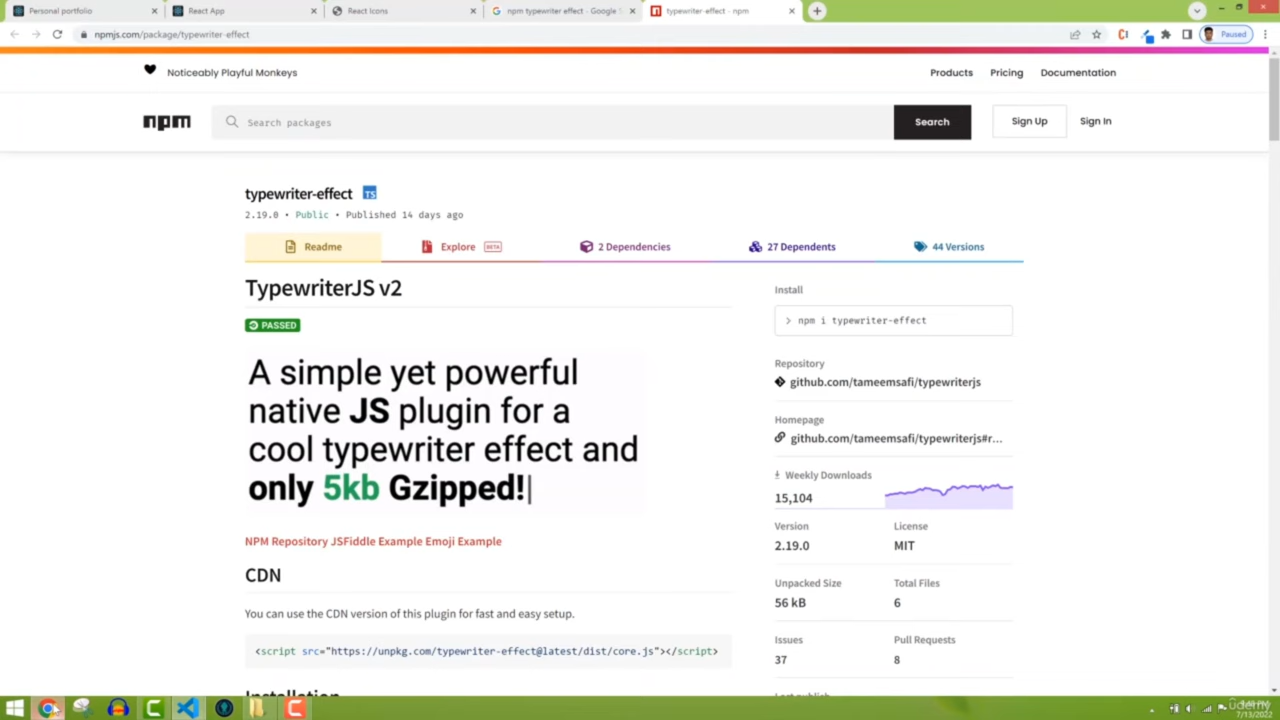 Personal portfolio
React App
React Icons
npm typewriter effect - Google
typewriter-effect - npm
npmjs.com/package/typewriter-effect
Paused
Noticeably Playful Monkeys
Products
Pricing
Documentation
npm
Search packages
Search
Sign Up
Sign In
typewriter-effect TS
2.19.0 • Public • Published 14 days ago
Readme
Explore BETA
2 Dependencies
27 Dependents
44 Versions
TypewriterJS v2
PASSED
A simple yet powerful
native JS plugin for a
cool typewriter effect and
only 5kb Gzipped!
NPM Repository JSFiddle Example Emoji Example
CDN
You can use the CDN version of this plugin for fast and easy setup.
<script src="https://unpkg.com/typewriter-effect@latest/dist/core.js"></script>
Installation
Install
> npm i typewriter-effect
Repository
github.com/tameemsafi/typewriterjs
Homepage
github.com/tameemsafi/typewriterjs#r...
Weekly Downloads
15,104
Version
License
2.19.0
MIT
Unpacked Size
Total Files
56 kB
6
Issues
Pull Requests
37
8
Last publish
udemy
7/13/2022